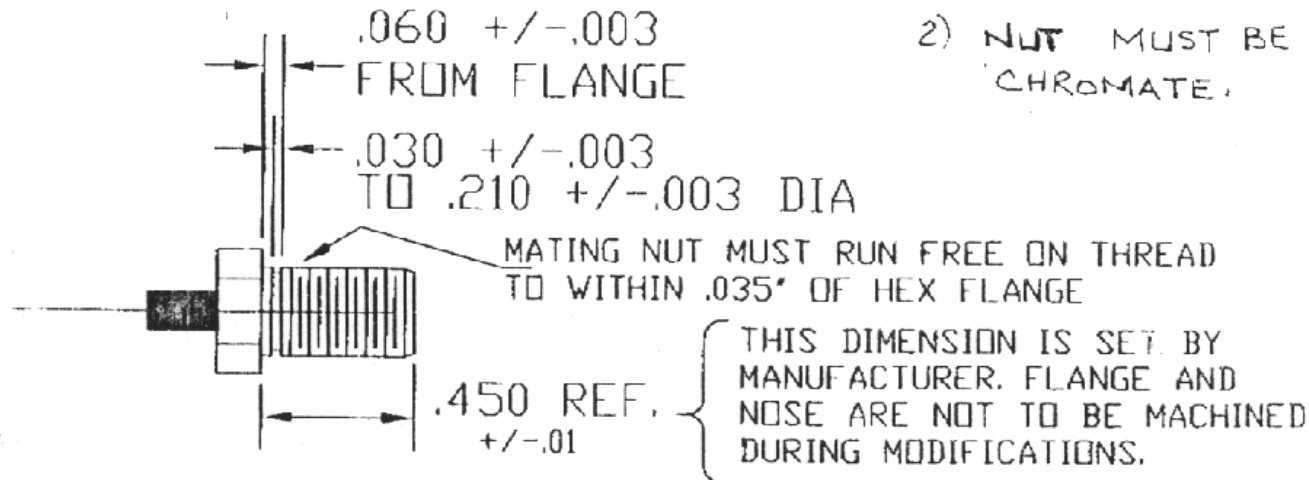 .060 +/-.003
FROM FLANGE
2) NUT MUST BE
CHROMATE.
.030 +/-.003
TO .210 +/-.003 DIA
MATING NUT MUST RUN FREE ON THREAD
TO WITHIN .035" OF HEX FLANGE
.450 REF.
+/-.01
THIS DIMENSION IS SET BY
MANUFACTURER. FLANGE AND
NOSE ARE NOT TO BE MACHINED
DURING MODIFICATIONS.